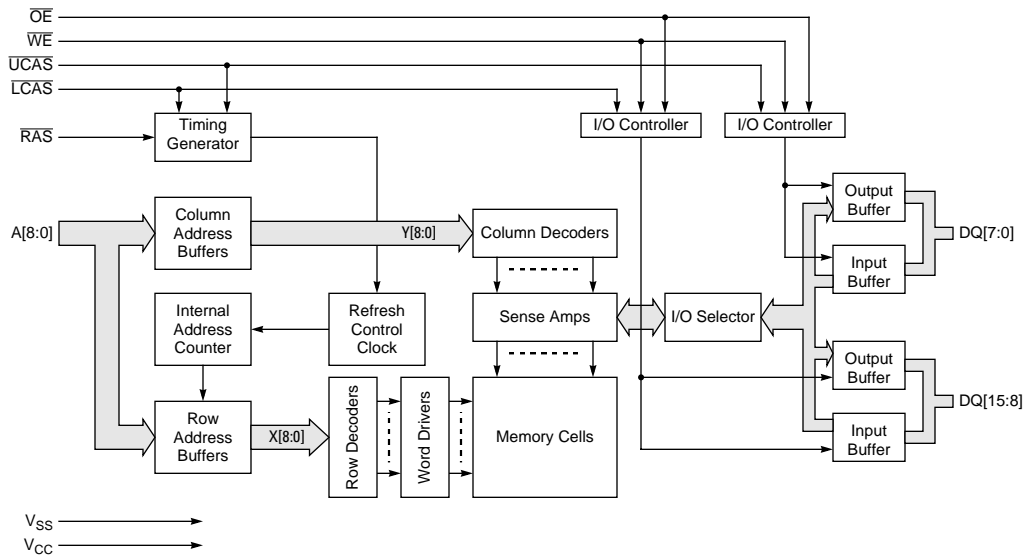 OE
WE
UCAS
LCAS
RAS
Timing
Generator
I/O Controller
I/O Controller
A[8:0]
Column
Address
Buffers
Y[8:0]
Column Decoders
Output
Buffer
Input
Buffer
DQ[7:0]
Internal
Address
Counter
Refresh
Control
Clock
Sense Amps
I/O Selector
Row
Address
Buffers
X[8:0]
Row Decoders
Word Drivers
Memory Cells
Output
Buffer
Input
Buffer
DQ[15:8]
VSS
VCC